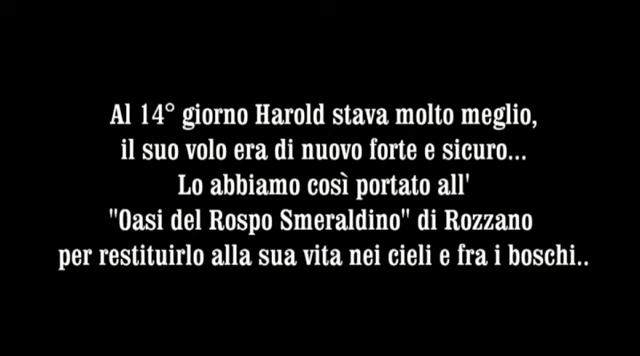 Al 14° giorno Harold stava molto meglio,
il suo volo era di nuovo forte e sicuro...
Lo abbiamo così portato all'
"Oasi del Rospo Smeraldino" di Rozzano
per restituirlo alla sua vita nei cieli e fra i boschi..